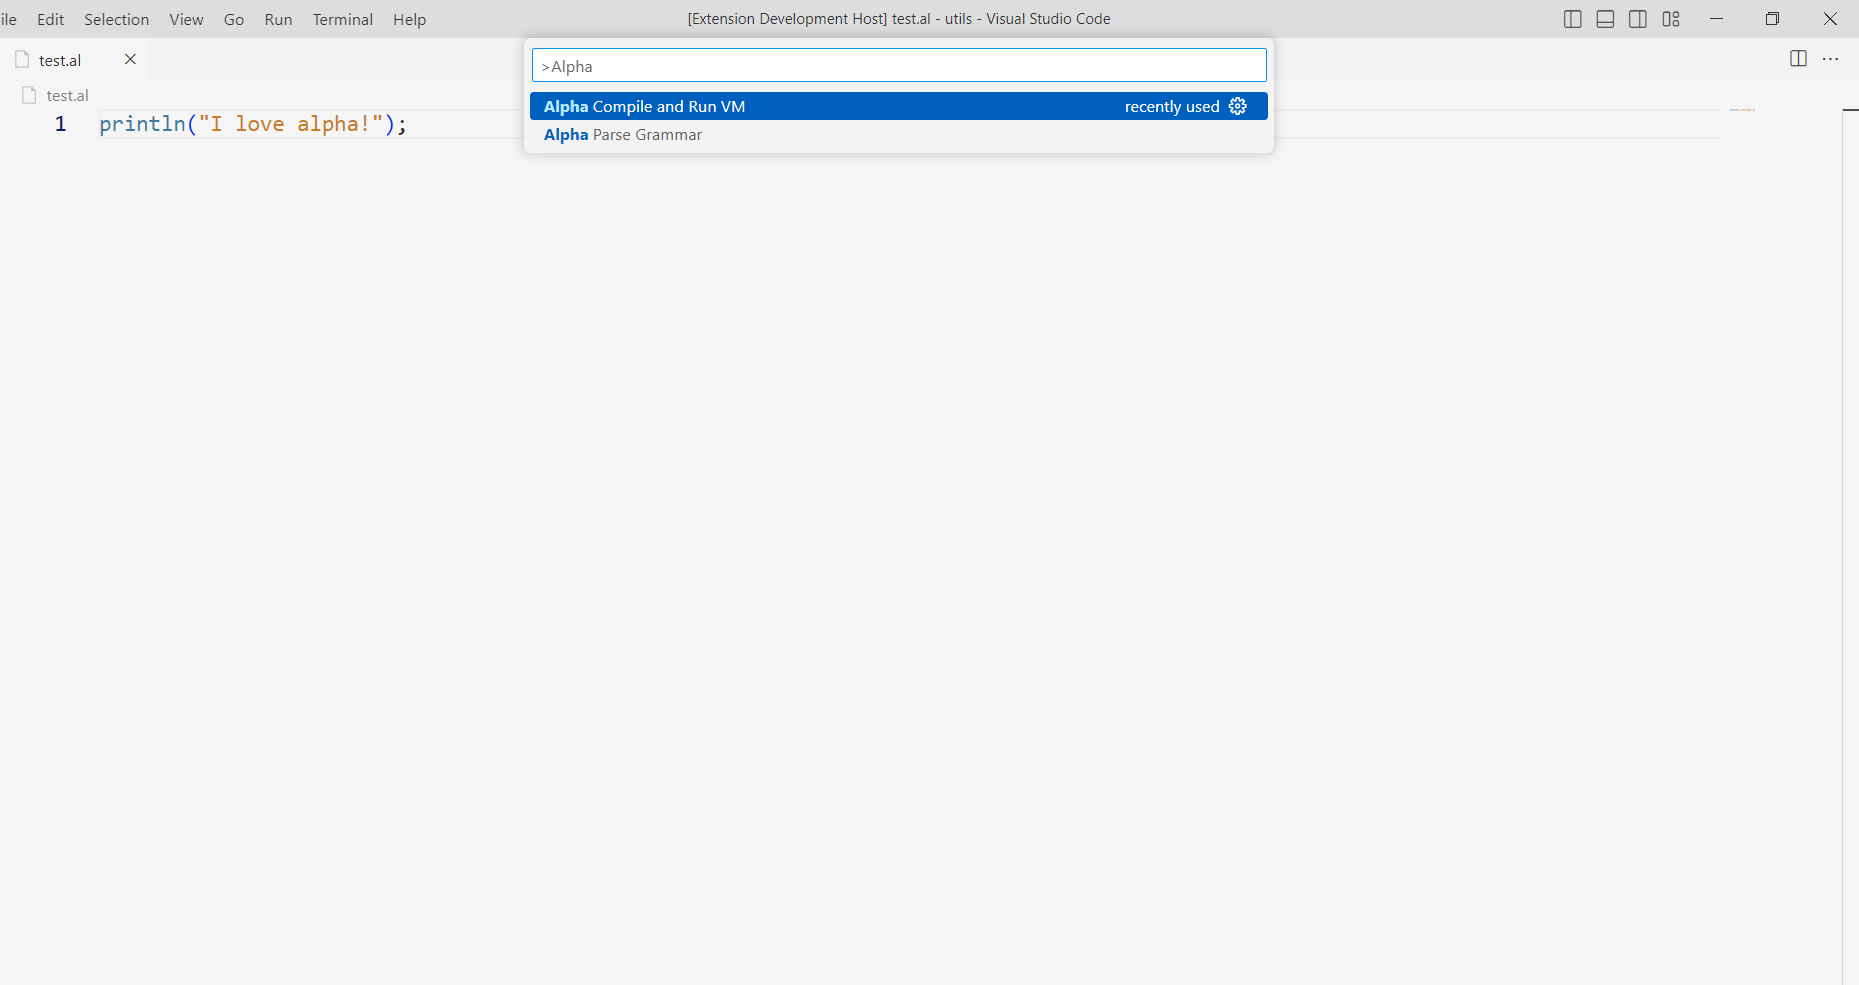 ile Edit Selection View Go Run Terminal Help [Extension Development Host] test.al - utils - Visual Studio Code
test.al
>Alpha
test.al
Alpha Compile and Run VM recently used
1 println("I love alpha!");
Alpha Parse Grammar